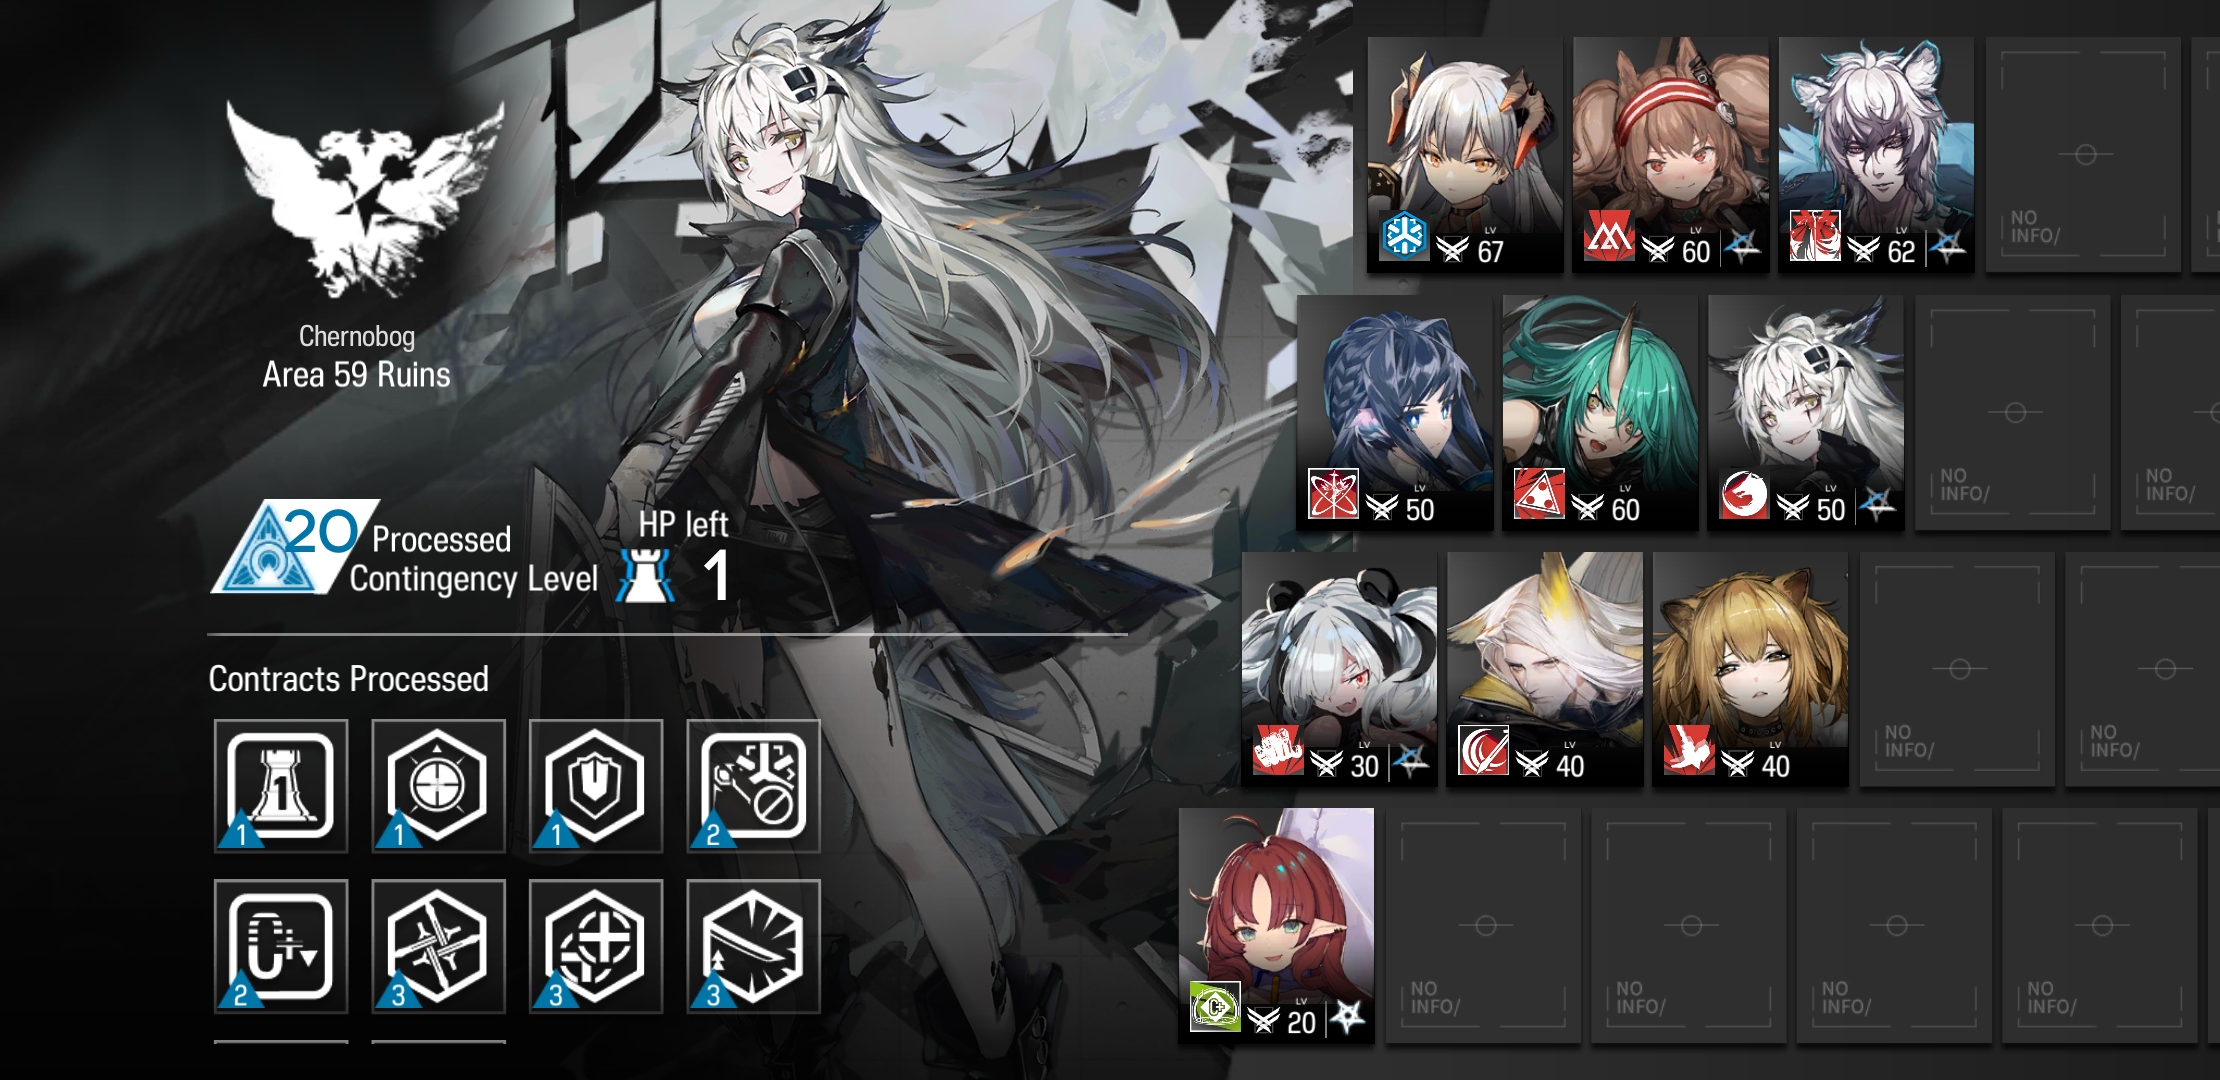 Chernobog
Area 59 Ruins
20
Processed
Contingency Level
HP left
1
Contracts Processed
1
1
1
1
2
2
3
3
3
LV
67
LV
60
LV
62
NO
INFO/
LV
50
LV
60
LV
50
NO
INFO/
NO
INFO/
LV
30
LV
40
LV
40
NO
INFO/
NO
INFO/
C+
LV
20
NO
INFO/
NO
INFO/
NO
INFO/
NO
INFO/